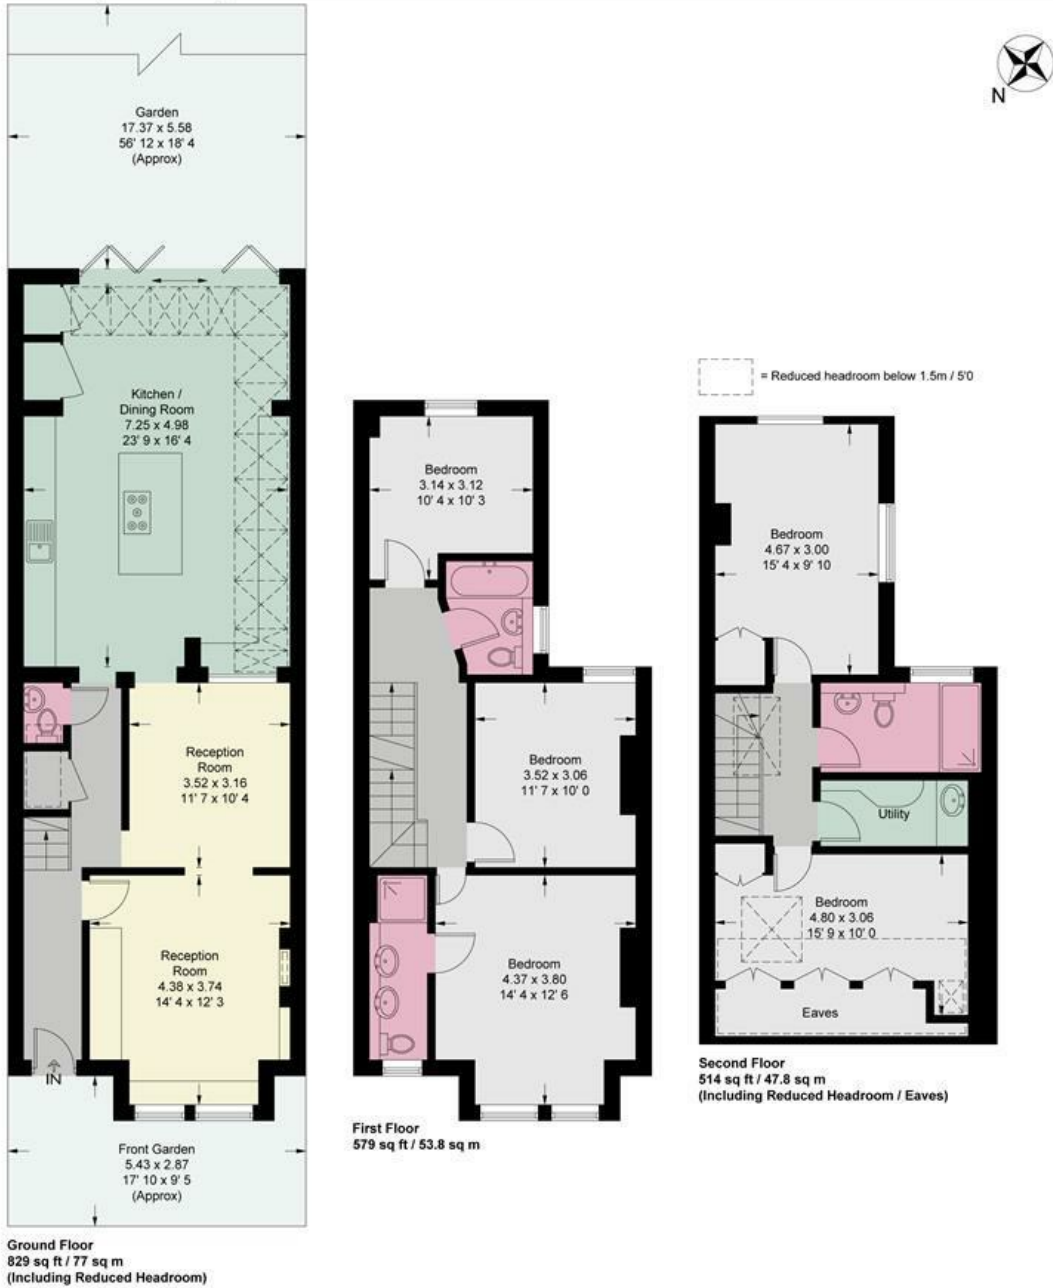 N
Garden
17.37 x 5.58
56' 12 x 18' 4
(Approx)
Kitchen /
Dining Room
7.25 x 4.98
23' 9 x 16' 4
Reception
Room
3.52 x 3.16
11' 7 x 10' 4
Reception
Room
4.38 x 3.74
14' 4 x 12' 3
IN
Front Garden
5.43 x 2.87
17' 10 x 9' 5
(Approx)
Ground Floor
829 sq ft / 77 sq m
(Including Reduced Headroom)
Bedroom
3.14 x 3.12
10' 4 x 10' 3
Bedroom
3.52 x 3.06
11' 7 x 10' 0
Bedroom
4.37 x 3.80
14' 4 x 12' 6
First Floor
579 sq ft / 53.8 sq m
= Reduced headroom below 1.5m / 5'0
Bedroom
4.67 x 3.00
15' 4 x 9' 10
Utility
Bedroom
4.80 x 3.06
15' 9 x 10' 0
Eaves
Second Floor
514 sq ft / 47.8 sq m
(Including Reduced Headroom / Eaves)